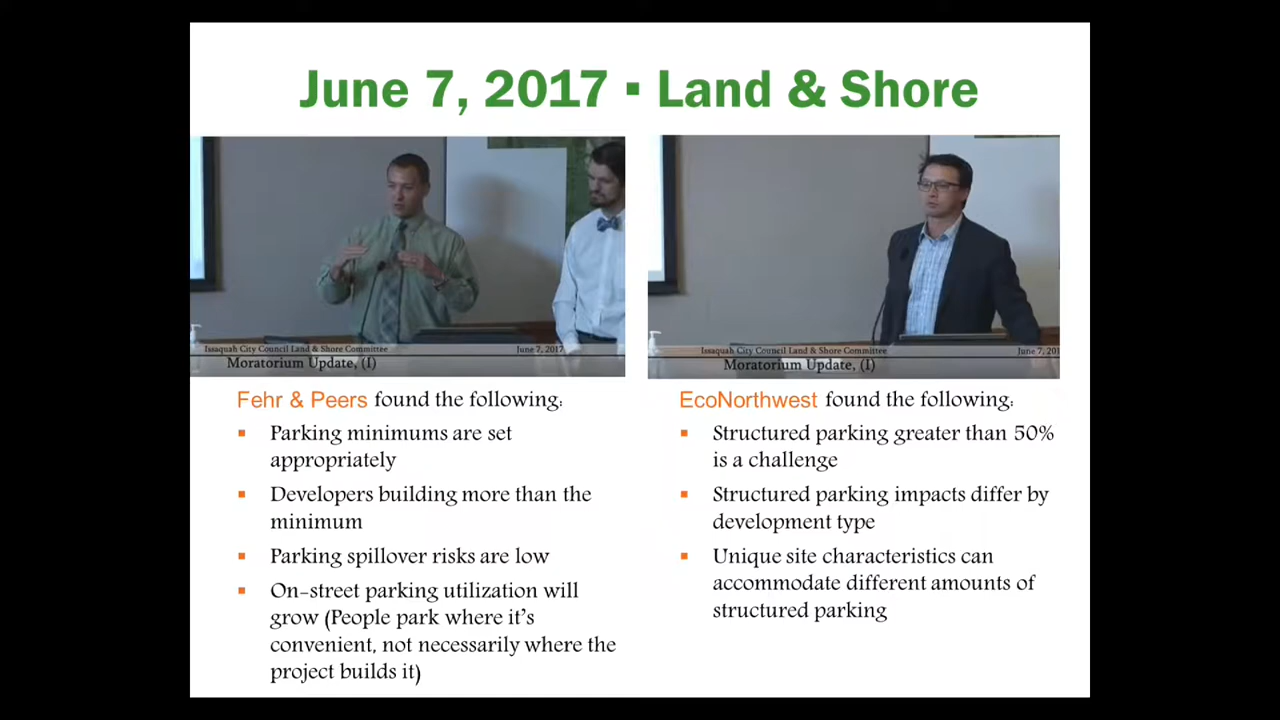 June 7, 2017 ▪ Land & Shore
Issaquah City Council Land & Shore Committee June 7, 2017
Moratorium Update, (I)
Issaquah City Council Land & Shore Committee June 7, 201
Moratorium Update, (I)
Fehr & Peers found the following:
▪ Parking minimums are set
appropriately
▪ Developers building more than the
minimum
▪ Parking spillover risks are low
▪ On-street parking utilization will
grow (People park where it's
convenient, not necessarily where the
project builds it)
EcoNorthwest found the following:
▪ Structured parking greater than 50%
is a challenge
▪ Structured parking impacts differ by
development type
▪ Unique site characteristics can
accommodate different amounts of
structured parking